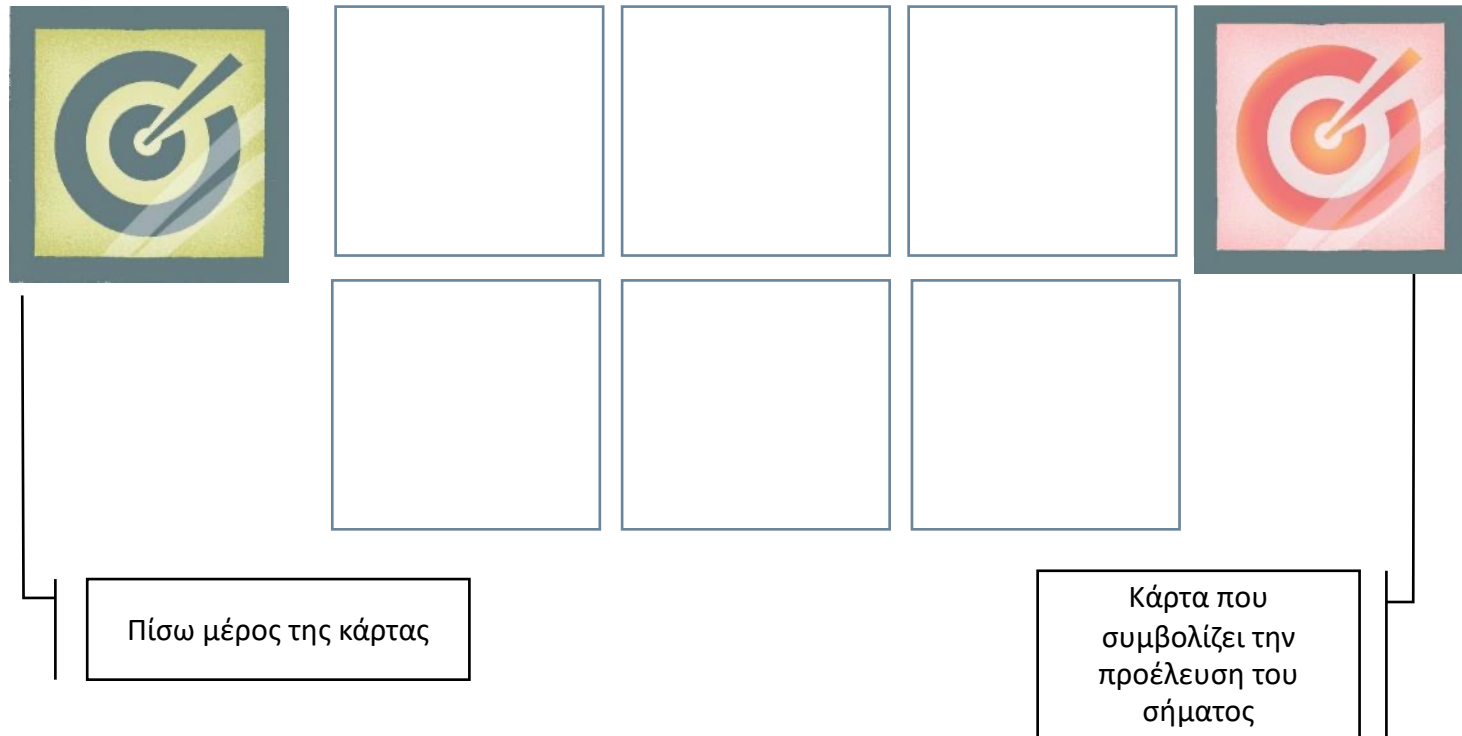 Πίσω μέρος της κάρτας
Κάρτα που
συμβολίζει την
προέλευση του
σήματος